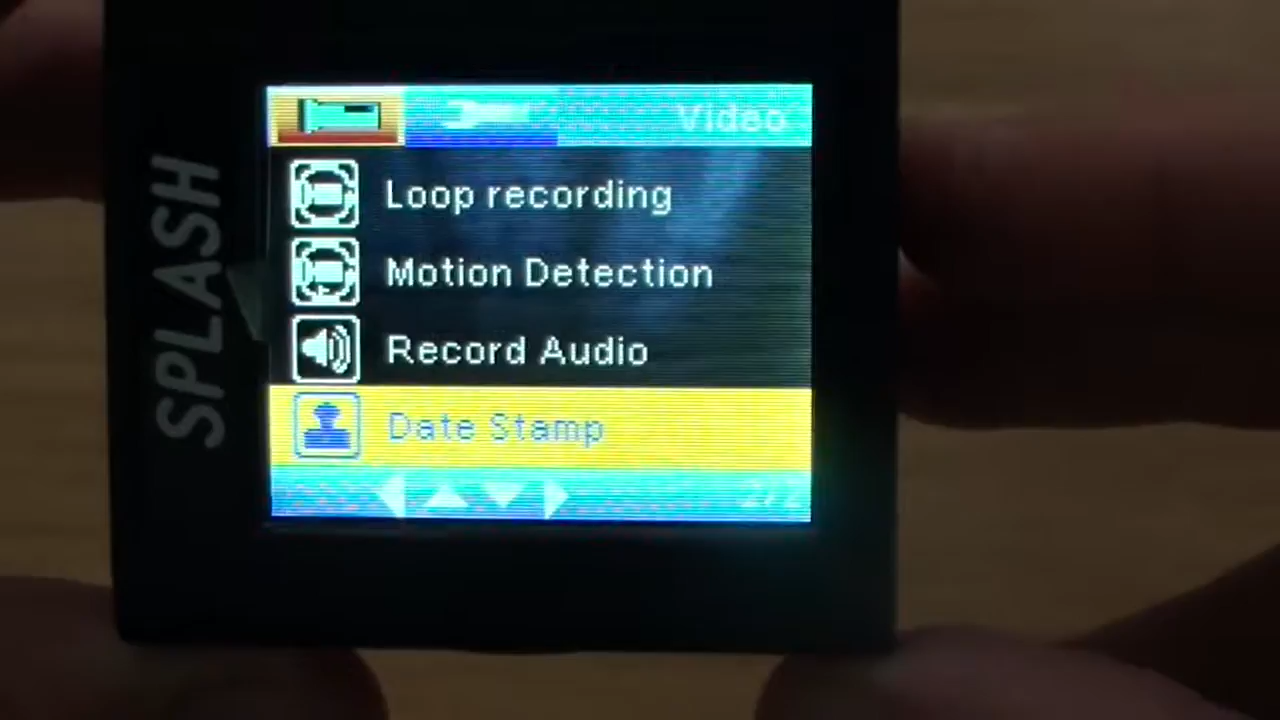 SPLASH
Video
Loop recording
Motion Detection
Record Audio
Date Stamp
2/2